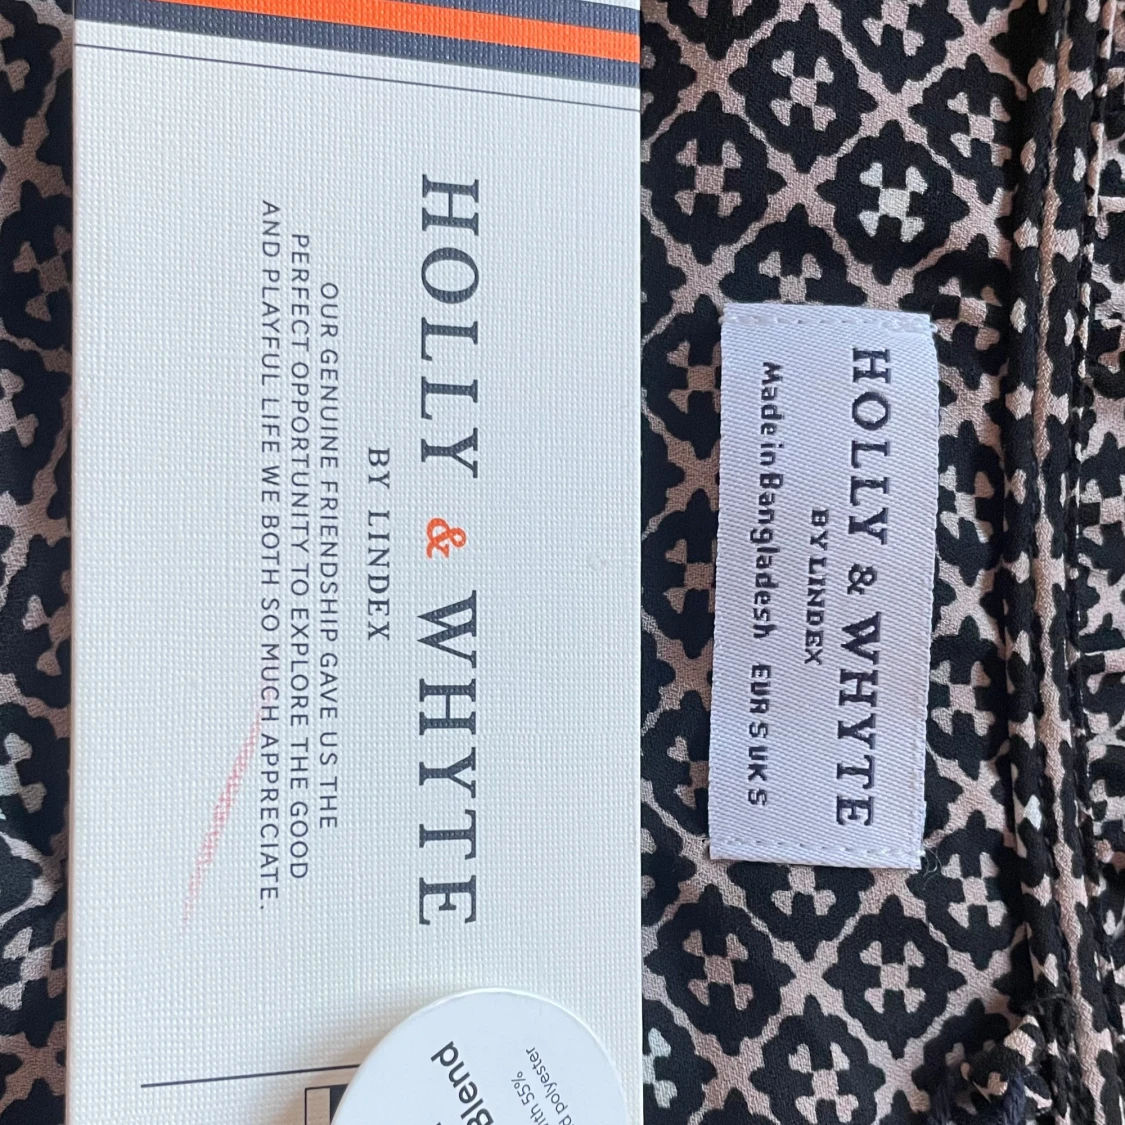 HOLLY & WHYTE
BY LINDEX
OUR GENUINE FRIENDSHIP GAVE US THE
PERFECT OPPORTUNITY TO EXPLORE THE GOOD
AND PLAYFUL LIFE WE BOTH SO MUCH APPRECIATE.
Blend
55%
polyester
HOLLY & WHYTE
BY LINDEX
Made in Bangladesh EUR S UK S